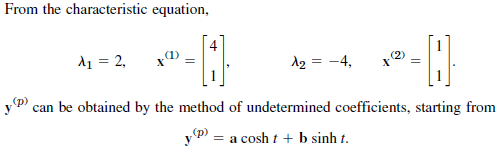 From the characteristic equation,
λ₁ = 2, x⁽¹⁾ = [4 1], λ₂ = −4, x⁽²⁾ = [1 1].
y⁽ᵖ⁾ can be obtained by the method of undetermined coefficients, starting from
y⁽ᵖ⁾ = a cosh t + b sinh t.